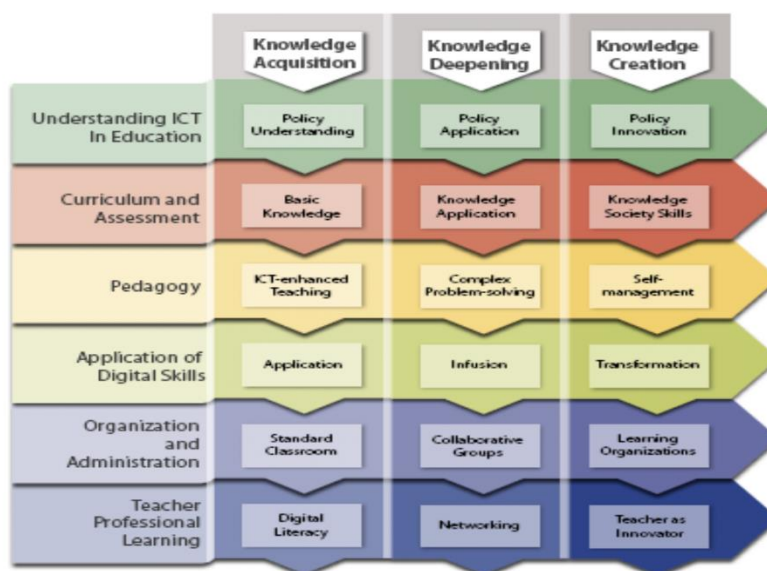 Knowledge
Acquisition
Knowledge
Deepening
Knowledge
Creation
Understanding ICT
In Education
Policy
Understanding
Policy
Application
Policy
Innovation
Curriculum and
Assessment
Basic
Knowledge
Knowledge
Application
Knowledge
Society Skills
Pedagogy
ICT-enhanced
Teaching
Complex
Problem-solving
Self-
management
Application of
Digital Skills
Application
Infusion
Transformation
Organization
and
Administration
Standard
Classroom
Collaborative
Groups
Learning
Organizations
Teacher
Professional
Learning
Digital
Literacy
Networking
Teacher as
Innovator